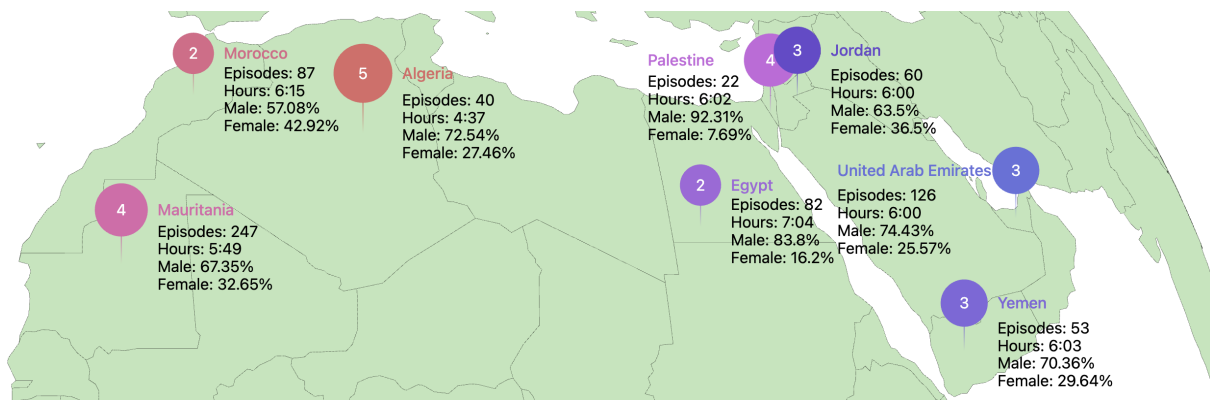 2
Morocco
Episodes: 87
Hours: 6:15
Male: 57.08%
Female: 42.92%
5
Algeria
Episodes: 40
Hours: 4:37
Male: 72.54%
Female: 27.46%
Palestine
4
Episodes: 22
Hours: 6:02
Male: 92.31%
Female: 7.69%
3
Jordan
Episodes: 60
Hours: 6:00
Male: 63.5%
Female: 36.5%
4
Mauritania
Episodes: 247
Hours: 5:49
Male: 67.35%
Female: 32.65%
2
Egypt
Episodes: 82
Hours: 7:04
Male: 83.8%
Female: 16.2%
United Arab Emirates
3
Episodes: 126
Hours: 6:00
Male: 74.43%
Female: 25.57%
3
Yemen
Episodes: 53
Hours: 6:03
Male: 70.36%
Female: 29.64%